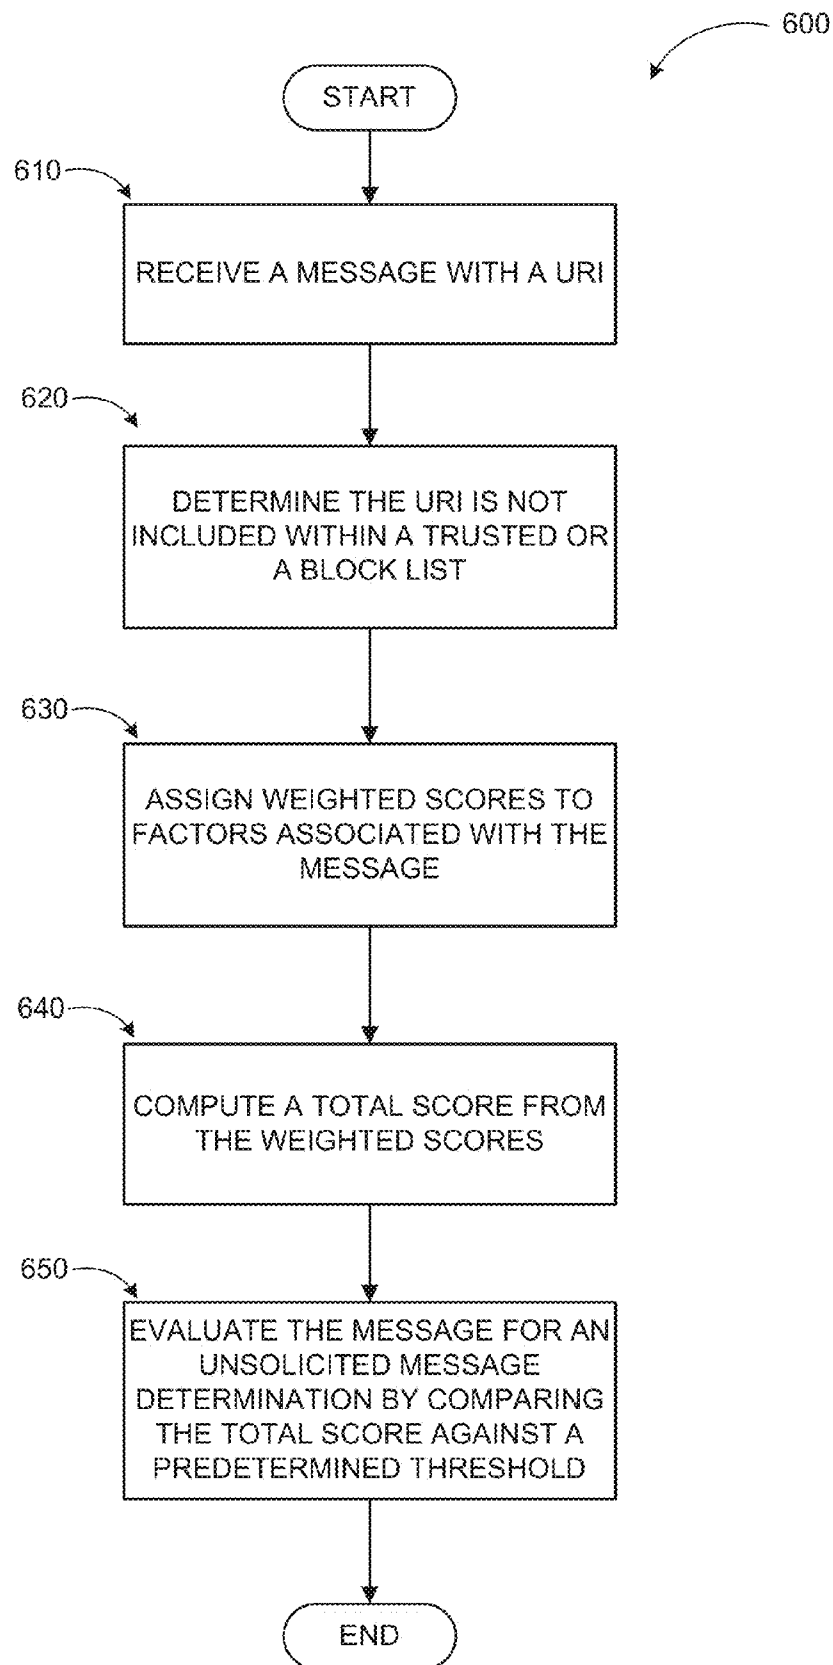 600
START
610
RECEIVE A MESSAGE WITH A URI
620
DETERMINE THE URI IS NOT
INCLUDED WITHIN A TRUSTED OR
A BLOCK LIST
630
ASSIGN WEIGHTED SCORES TO
FACTORS ASSOCIATED WITH THE
MESSAGE
640
COMPUTE A TOTAL SCORE FROM
THE WEIGHTED SCORES
650
EVALUATE THE MESSAGE FOR AN
UNSOLICITED MESSAGE
DETERMINATION BY COMPARING
THE TOTAL SCORE AGAINST A
PREDETERMINED THRESHOLD
END